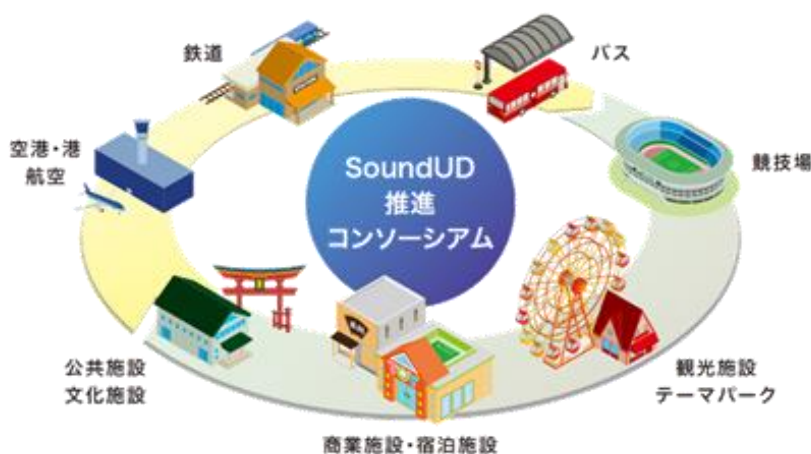 鉄道
バス
空港・港
航空
SoundUD
推進
コンソーシアム
競技場
公共施設
文化施設
観光施設
テーマパーク
商業施設・宿泊施設